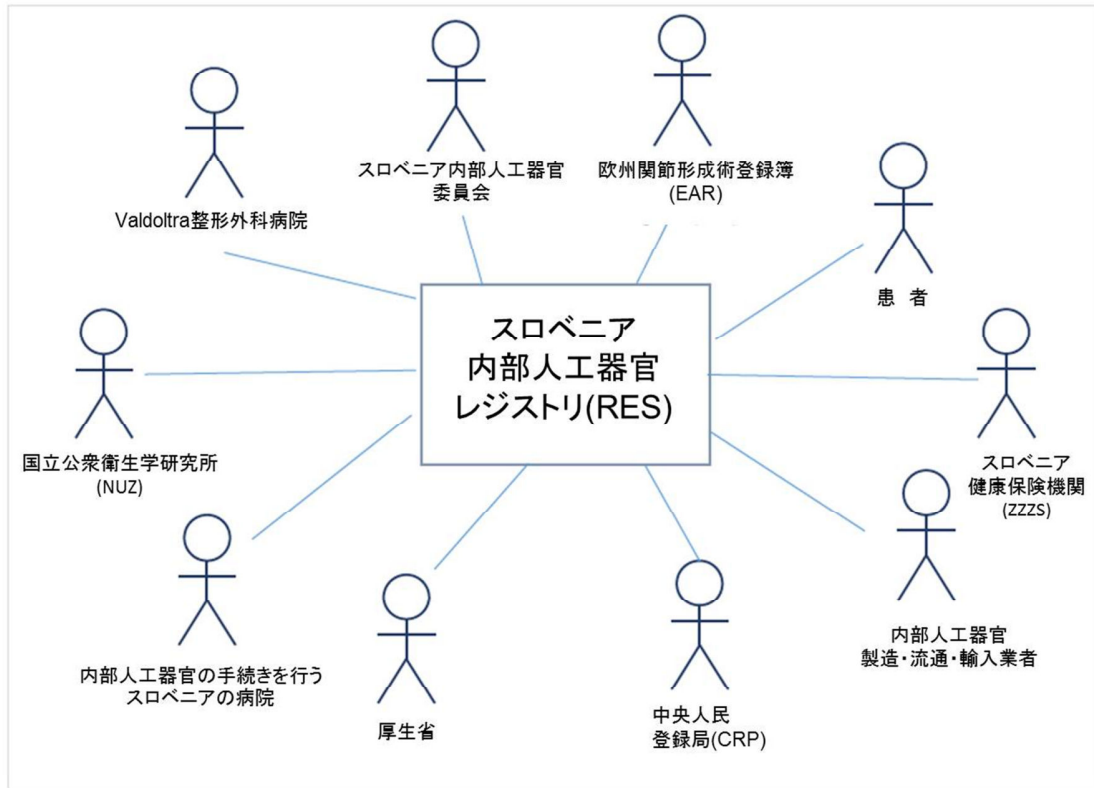 スロベニア内部人工器官
委員会
欧州関節形成術登録簿
(EAR)
Valdoltra整形外科病院
患 者
スロベニア
内部人工器官
レジストリ(RES)
国立公衆衛生学研究所
(NUZ)
スロベニア
健康保険機関
(ZZZS)
内部人工器官の手続きを行う
スロベニアの病院
厚生省
中央人民
登録局(CRP)
内部人工器官
製造・流通・輸入業者